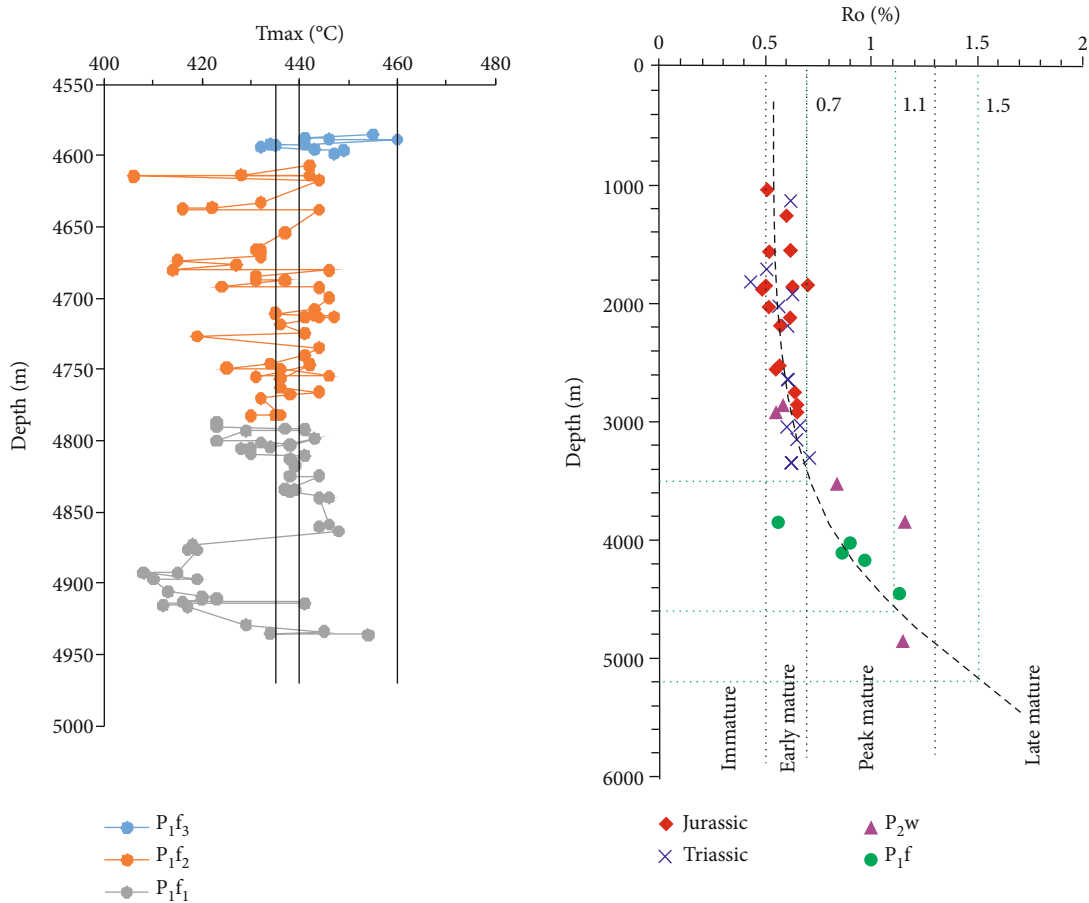 Tmax (°C)
400
420
440
460
480
4550
4600
4650
4700
4750
4800
4850
4900
4950
5000
Depth (m)
P₁f₃
P₁f₂
P₁f₁
Ro (%)
0
0.5
1
1.5
2
0
1000
2000
3000
4000
5000
6000
Depth (m)
0.7
1.1
1.5
Immature
Early mature
Peak mature
Late mature
Jurassic
Triassic
P₂w
P₁f